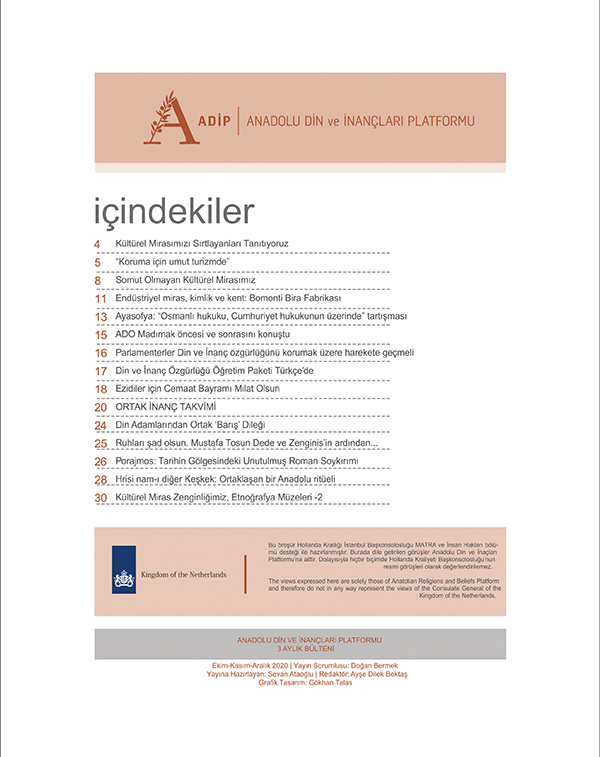 ADİP | ANADOLU DİN ve İNANÇLARI PLATFORMU
içindekiler
4 Kültürel Mirasımızı Sırtlayanları Tanıtıyoruz
5 “Koruma için umut turizmde”
8 Somut Olmayan Kültürel Mirasımız
11 Endüstriyel miras, kimlik ve kent: Bomonti Bira Fabrikası
13 Ayasofya: “Osmanlı hukuku, Cumhuriyet hukukunun üzerinde” tartışması
15 ADO Madımak öncesi ve sonrasını konuştu
16 Parlamenterler Din ve İnanç özgürlüğünü korumak üzere harekete geçmeli
17 Din ve İnanç Özgürlüğü Öğretim Paketi Türkçe’de
18 Ezidiler için Cemaat Bayramı Milat Olsun
20 ORTAK İNANÇ TAKVİMİ
24 Din Adamlarından Ortak ‘Barış’ Dileği
25 Ruhları şad olsun. Mustafa Tosun Dede ve Zenginis’in ardından...
26 Porajmos: Tarihin Gölgesindeki Unutulmuş Roman Soykırımı
28 Hrisi nam-ı diğer Keşkek: Ortaklaşan bir Anadolu ritüeli
30 Kültürel Miras Zenginliğimiz, Etnoğrafya Müzeleri -2
Kingdom of the Netherlands
Bu broşür Hollanda Krallığı İstanbul Başkonsolosluğu MATRA ve İnsan Hakları bölü-
mü desteği ile hazırlanmıştır. Burada dile getirilen görüşler Anadolu Din ve İnaçları
Platformu’na aittir. Dolayısıyla hiçbir biçimde Hollanda Kraliyeti Başkonsolosluğu’nun
resmi görüşleri olarak değerlendirilemez.
The views expressed here are solely those of Anatolian Religions and Beliefs Platform
and therefore do not in any way represent the views of the Consulate General of the
Kingdom of the Netherlands.
ANADOLU DİN VE İNANÇLARI PLATFORMU
3 AYLIK BÜLTENİ
Ekim-Kasım-Aralık 2020 | Yayın Sorumlusu: Doğan Bermek
Yayına Hazırlayan: Sevan Ataoğlu | Redaktör: Ayşe Dilek Bektaş
Grafik Tasarım: Gökhan Talas